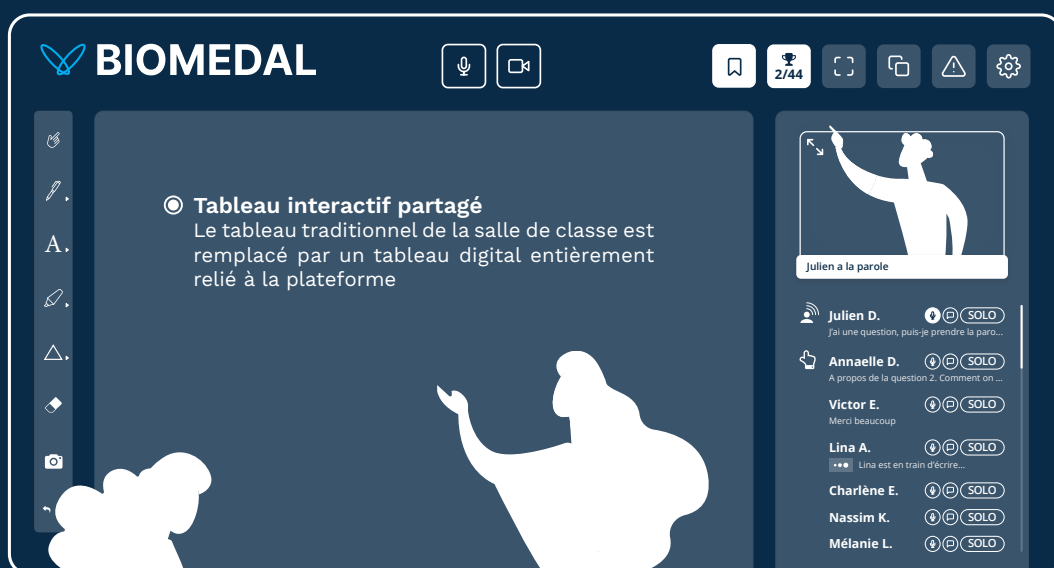 BIOMEDAL
2/44
A
Tableau interactif partagé
Le tableau traditionnel de la salle de classe est
remplacé par un tableau digital entièrement
relié à la plateforme
Julien a la parole
Julien D. SOLO
J'ai une question, puis-je prendre la paro...
Annaelle D. SOLO
A propos de la question 2. Comment on ...
Victor E. SOLO
Merci beaucoup
Lina A. SOLO
Lina est en train d'écrire...
Charlène E. SOLO
Nassim K. SOLO
Mélanie L. SOLO